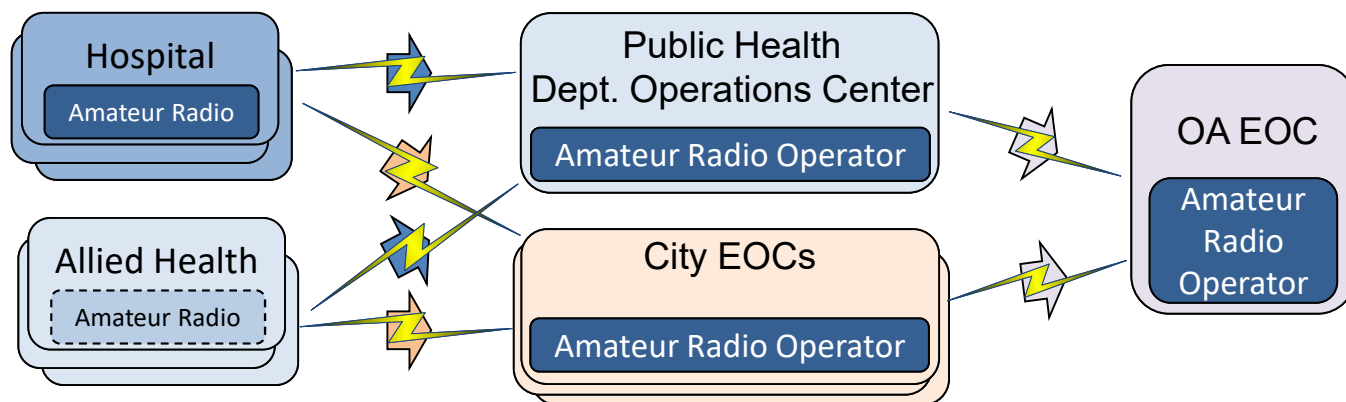 Hospital
Amateur Radio
Public Health
Dept. Operations Center
Amateur Radio Operator
OA EOC
Amateur
Radio
Operator
Allied Health
Amateur Radio
City EOCs
Amateur Radio Operator